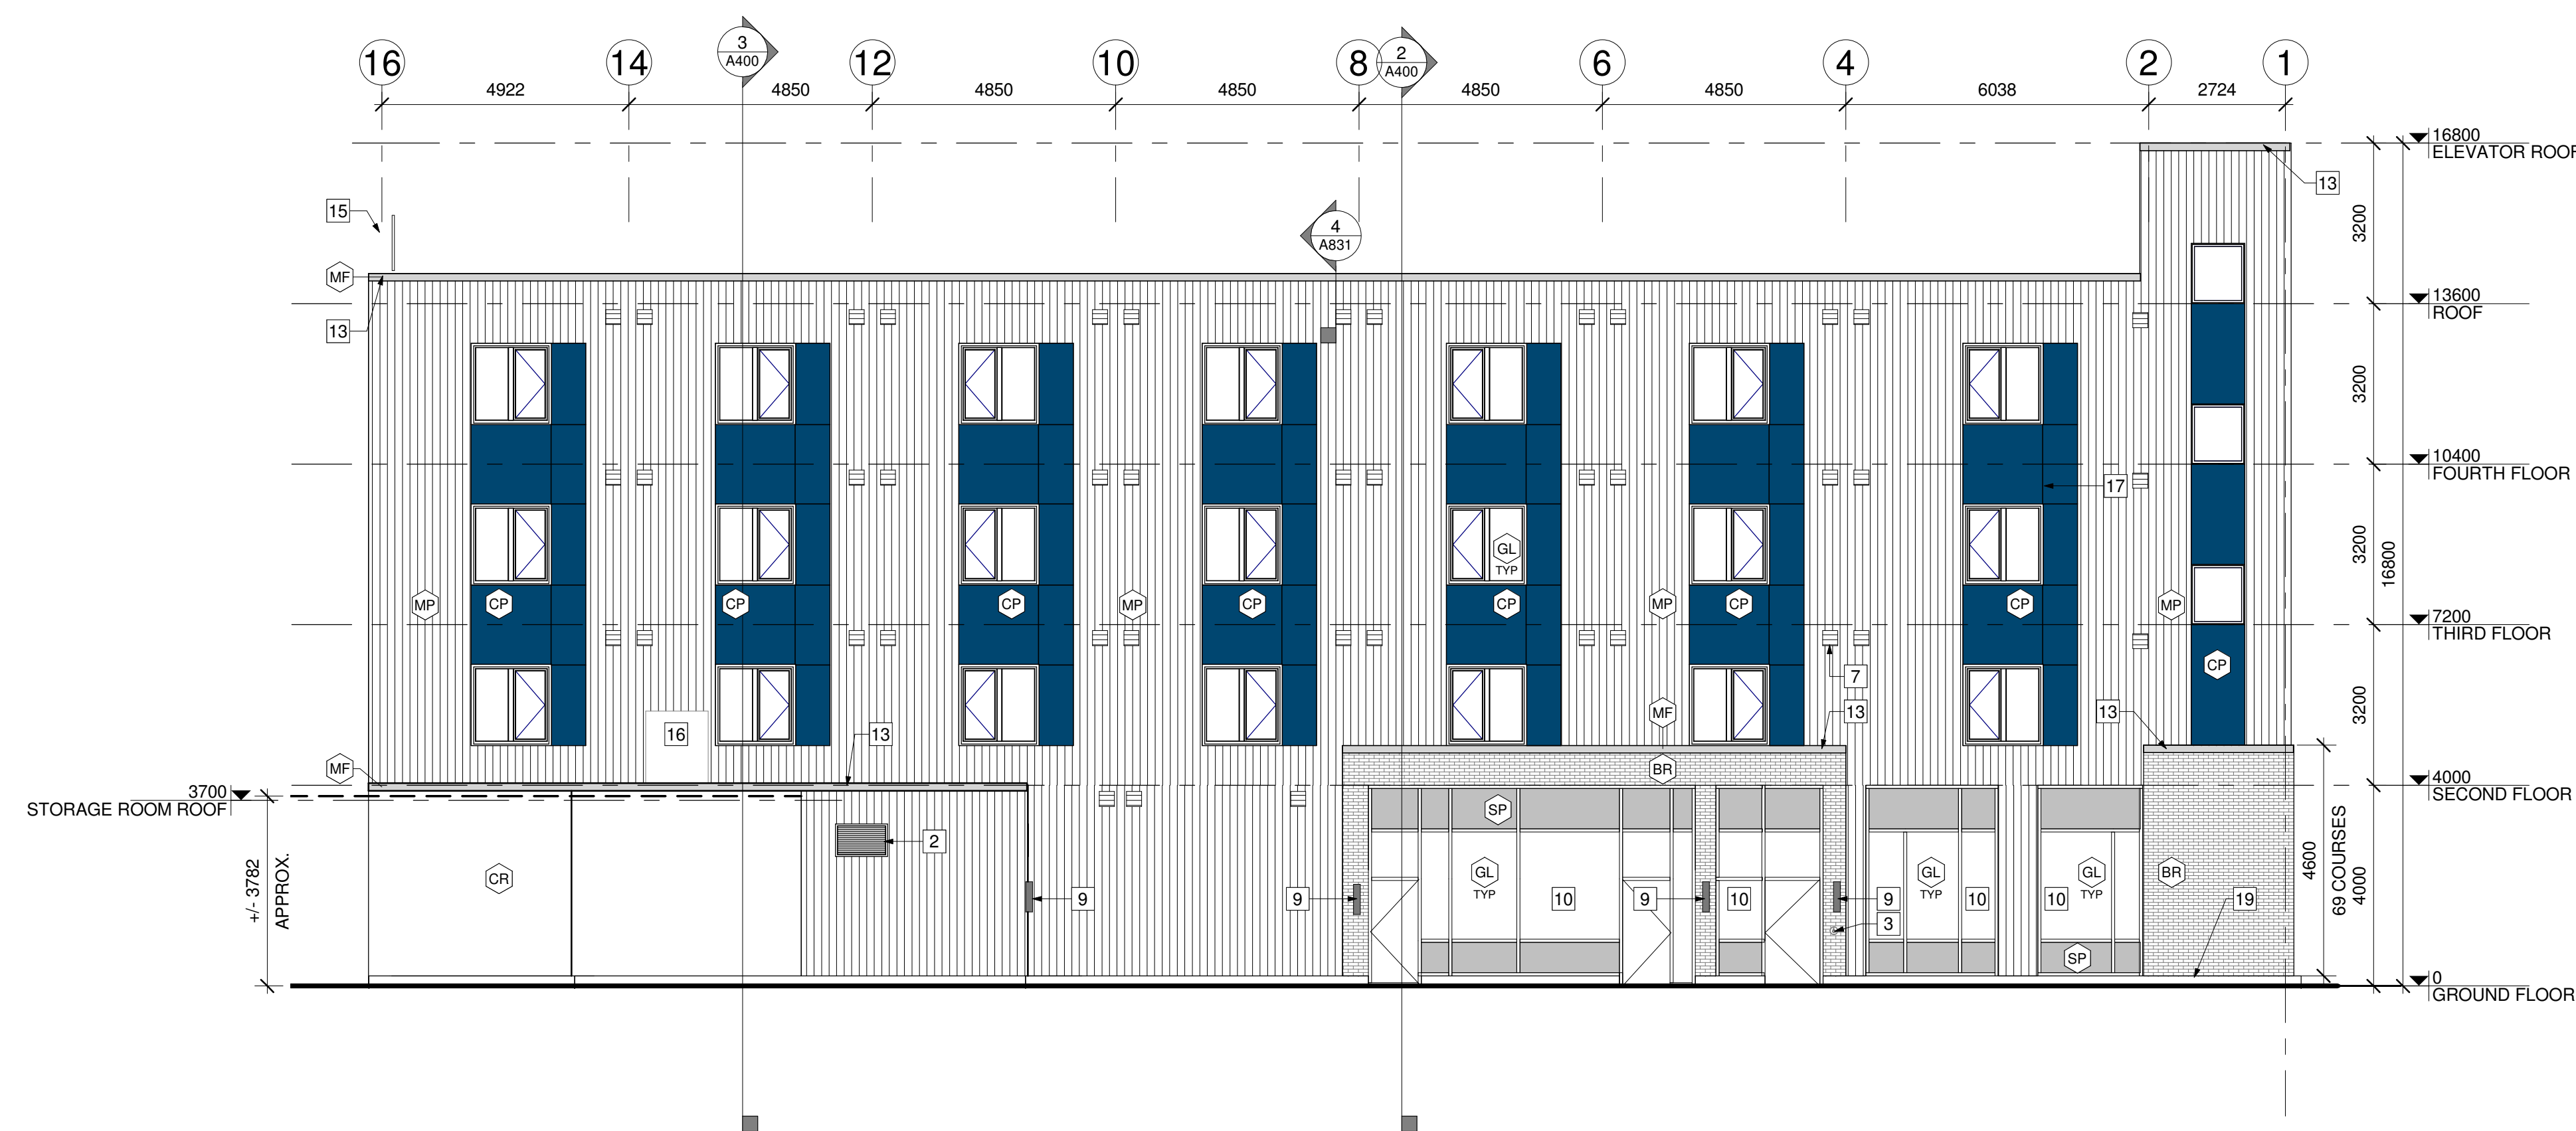 16
14
3
A400
12
10
8
2
A400
6
4
2
1
4922
4850
4850
4850
4850
4850
6038
2724
16800
ELEVATOR ROOF
13
3200
15
4
A831
MF
13600
ROOF
13
3200
10400
FOURTH FLOOR
17
3200
16800
GL
TYP
MP
CP
CP
CP
MP
CP
CP
MP
CP
CP
MP
7200
THIRD FLOOR
CP
7
3200
MF
13
13
16
13
MF
BR
3700
STORAGE ROOM ROOF
4000
SECOND FLOOR
SP
2
+/- 3782
APPROX.
CR
GL
TYP
GL
TYP
GL
TYP
BR
4600
69 COURSES
4000
9
9
10
9
10
9
10
10
19
3
SP
0
GROUND FLOOR